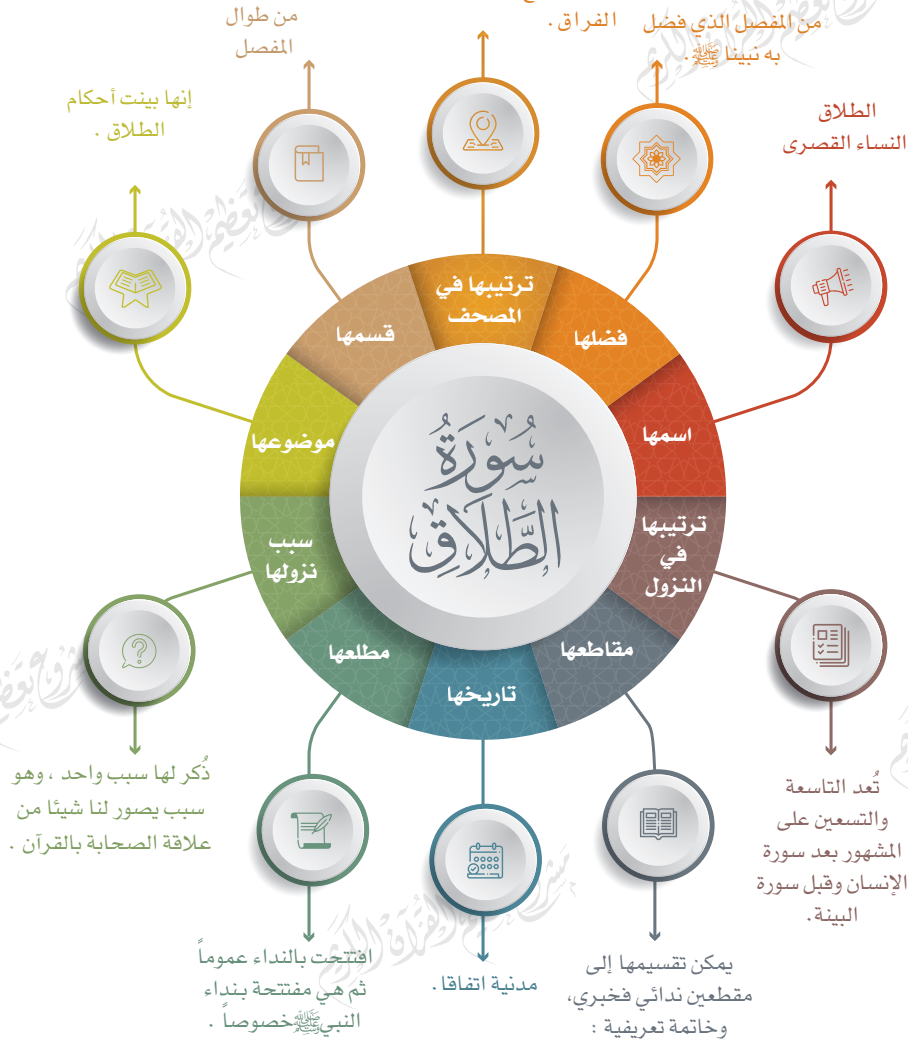 من المفصل الذي فضل
به نبينا ﷺ.
الفراق .
من طوال
المفصل
إنها بينت أحكام
الطلاق .
الطلاق
النساء القصرى
ترتيبها في
المصحف
فضلها
اسمها
ترتيبها
في
النزول
مقاطعها
تاريخها
مطلعها
سبب
نزولها
موضوعها
قسمها
سُورَةُ
الطَّلَاقِ
تُعد التاسعة
والتسعين على
المشهور بعد سورة
الإنسان وقبل سورة
البينة.
ذُكر لها سبب واحد ، وهو
سبب يصور لنا شيئا من
علاقة الصحابة بالقرآن .
يمكن تقسيمها إلى
مقطعين ندائي فخبري،
وخاتمة تعريفية :
مدنية اتفاقا.
افتتحت بالنداء عموماً
ثم هي مفتتحة بنداء
النبي ﷺ خصوصاً .